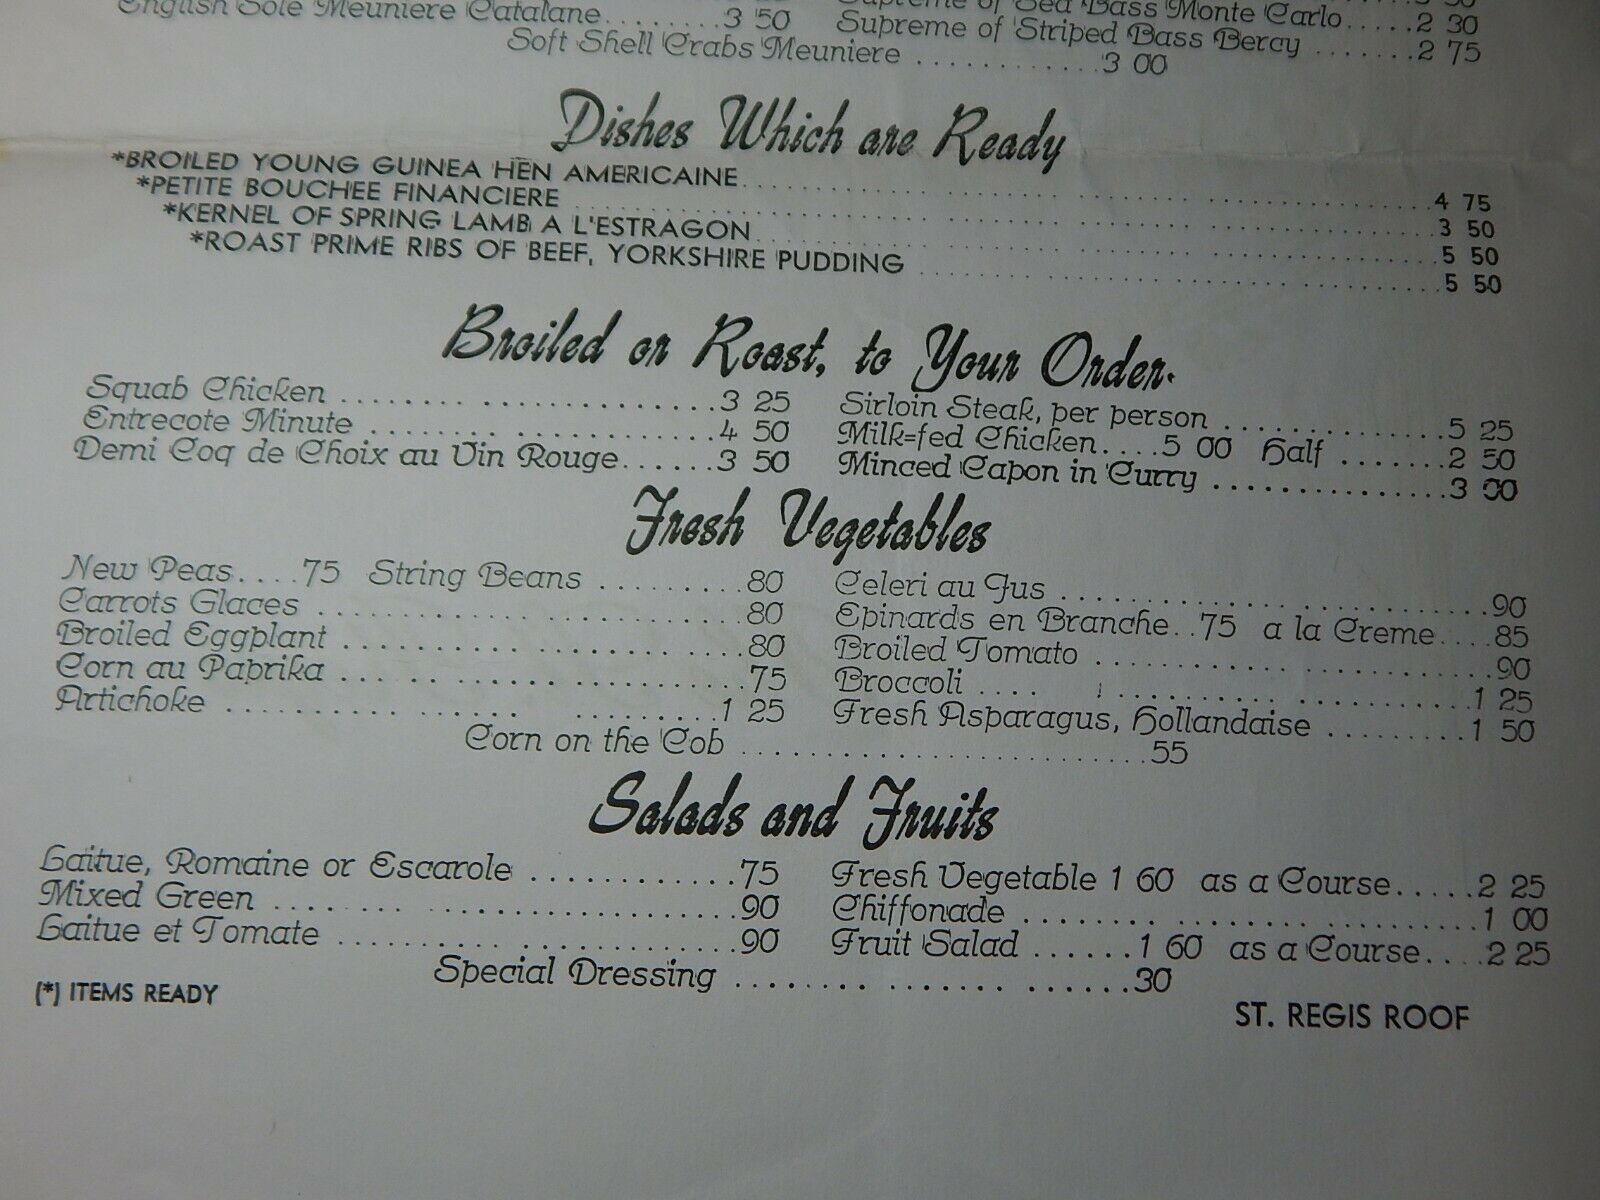 English Sole Meuniere Catalane........3 50
Supreme of Sea Bass Monte Carlo.....2 30
Supreme of Striped Bass Bercy .......2 75
Soft Shell Crabs Meuniere .............3 00
Dishes Which are Ready
*BROILED YOUNG GUINEA HEN AMERICAINE 4 75
*PETITE BOUCHEE FINANCIERE 3 50
*KERNEL OF SPRING LAMB A L'ESTRAGON 5 50
*ROAST PRIME RIBS OF BEEF, YORKSHIRE PUDDING 5 50
Broiled or Roast, to Your Order.
Squab Chicken 3 25
Entrecote Minute 4 50
Demi Coq de Choix au Vin Rouge 3 50
Sirloin Steak, per person 5 25
Milk=fed Chicken....5 00 Half .......2 50
Minced Capon in Curry 3 00
Fresh Vegetables
New Peas....75 String Beans .........80
Carrots Glaces 80
Broiled Eggplant 80
Corn au Paprika 75
Artichoke 1 25
Celeri au Jus 90
Epinards en Branche..75 a la Creme....85
Broiled Tomato 90
Broccoli 1 25
Fresh Asparagus, Hollandaise 1 50
Corn on the Cob 55
Salads and Fruits
Laitue, Romaine or Escarole 75
Mixed Green 90
Laitue et Tomate 90
Fresh Vegetable 1 60 as a Course.....2 25
Chiffonade 1 00
Fruit Salad ......1 60 as a Course....2 25
Special Dressing 30
(*) ITEMS READY
ST. REGIS ROOF